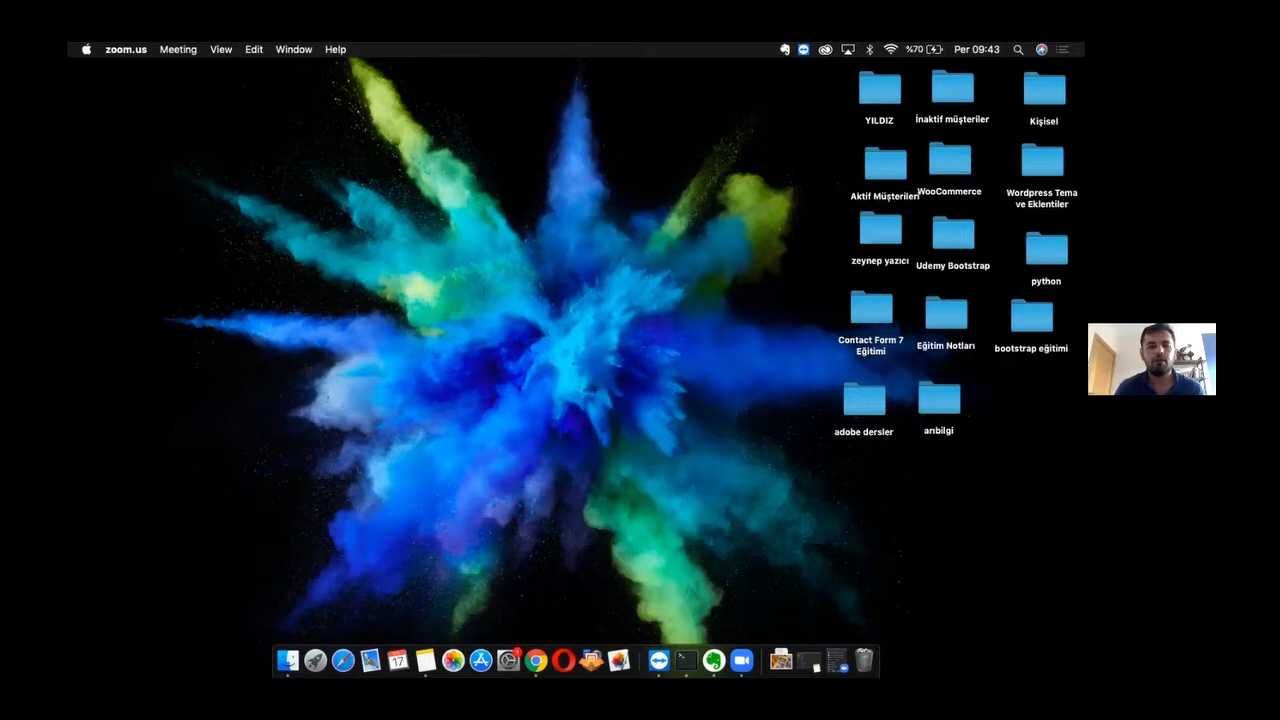 zoom.us Meeting View Edit Window Help %70 Per 09:43
YILDIZ
İnaktif müşteriler
Kişisel
Aktif Müşterileri
WooCommerce
Wordpress Tema
ve Eklentiler
zeynep yazıcı
Udemy Bootstrap
python
Contact Form 7
Eğitimi
Eğitim Notları
bootstrap eğitimi
adobe dersler
arıbilgi
17